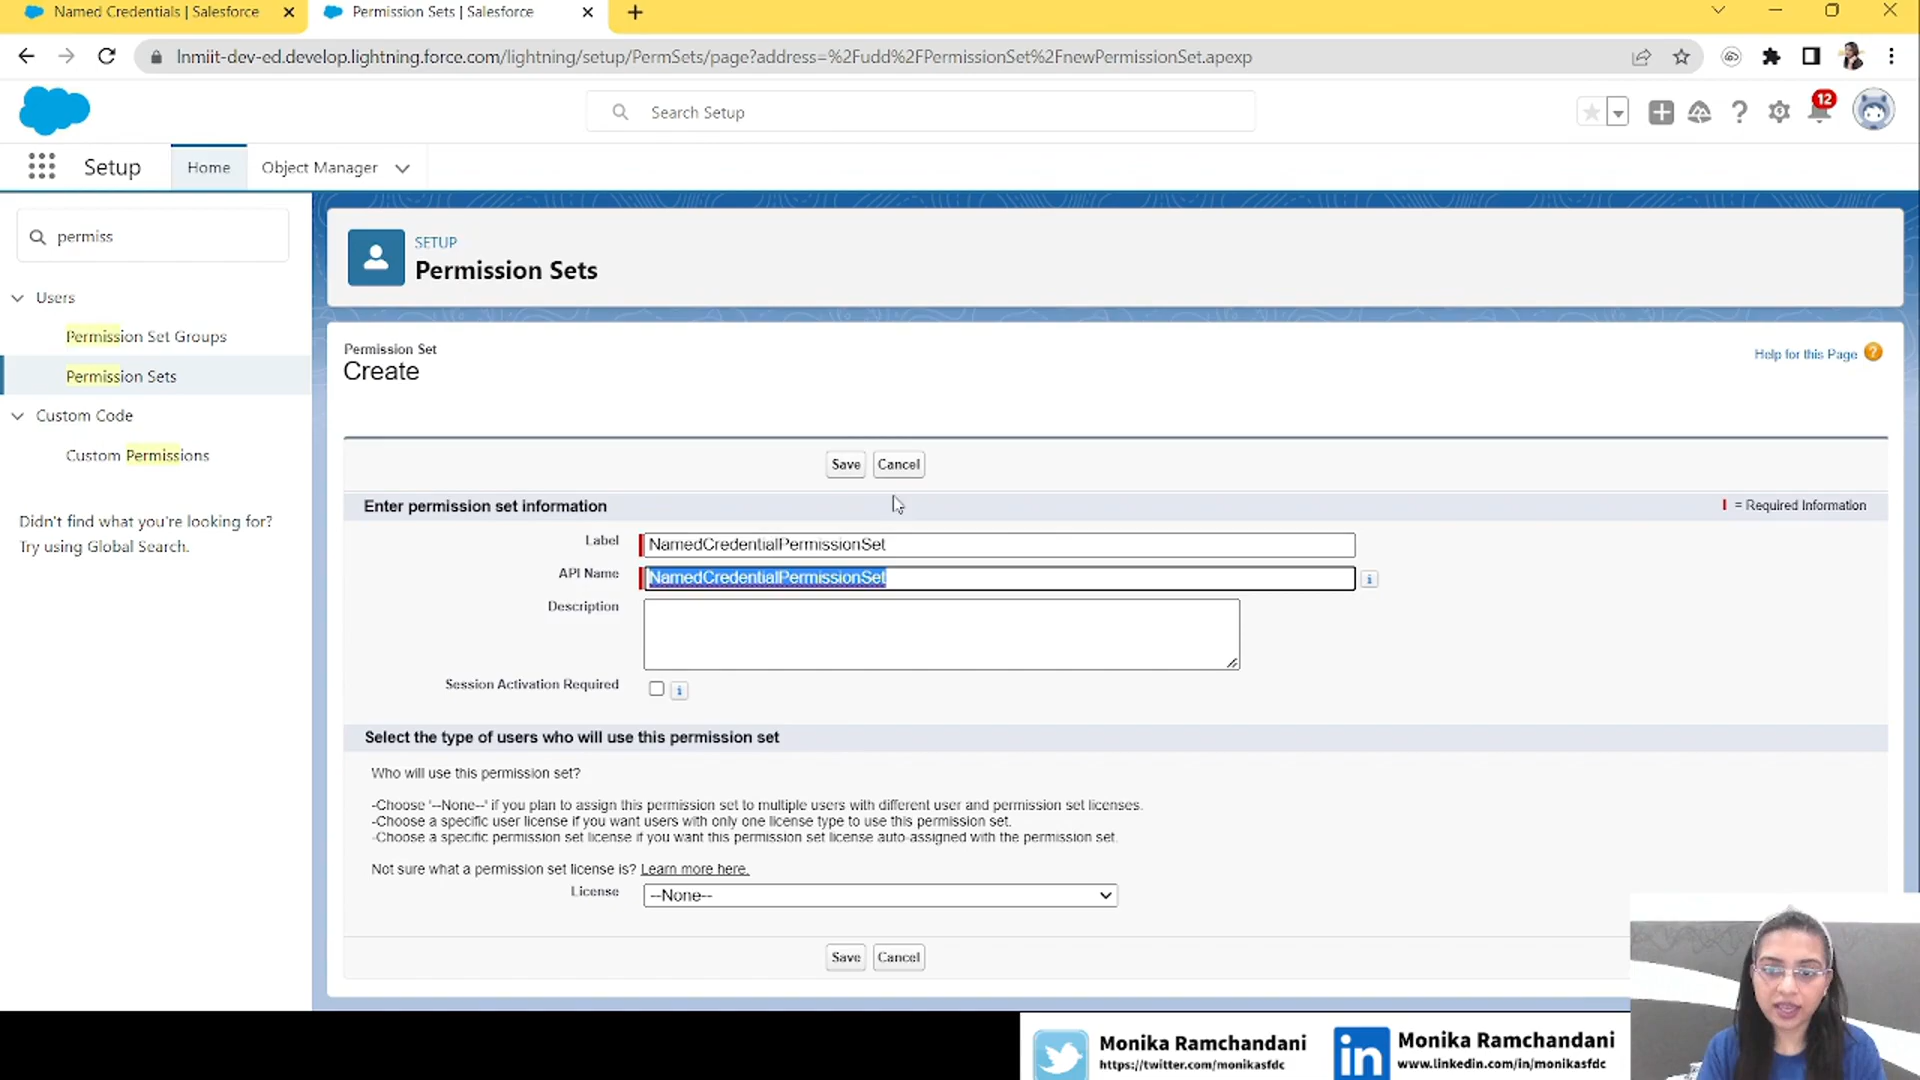 Named Credentials | Salesforce
Permission Sets | Salesforce
lnmiit-dev-ed.develop.lightning.force.com/lightning/setup/PermSets/page?address=%2Fudd%2FPermissionSet%2FnewPermissionSet.apexp
Search Setup
12
Setup
Home
Object Manager
permiss
Users
Permission Set Groups
Permission Sets
Custom Code
Custom Permissions
Didn't find what you're looking for?
Try using Global Search.
SETUP
Permission Sets
Permission Set
Create
Help for this Page
Save
Cancel
Enter permission set information
= Required Information
Label
NamedCredentialPermissionSet
API Name
NamedCredentialPermissionSet
Description
Session Activation Required
Select the type of users who will use this permission set
Who will use this permission set?
-Choose '--None--' if you plan to assign this permission set to multiple users with different user and permission set licenses.
-Choose a specific user license if you want users with only one license type to use this permission set.
-Choose a specific permission set license if you want this permission set license auto-assigned with the permission set.
Not sure what a permission set license is? Learn more here.
License
--None--
Save
Cancel
Monika Ramchandani
https://twitter.com/monikasfdc
in
Monika Ramchandani
www.linkedin.com/in/monikasfdc